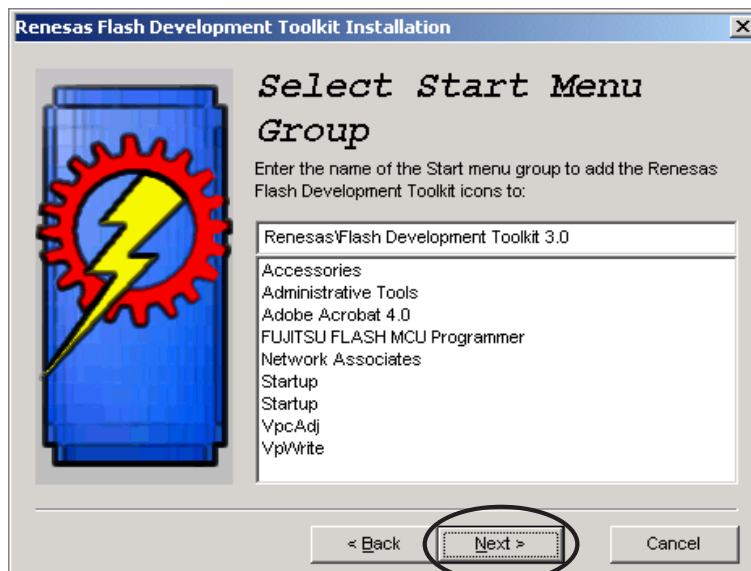 Renesas Flash Development Toolkit Installation
Select Start Menu
Group
Enter the name of the Start menu group to add the Renesas
Flash Development Toolkit icons to:
Renesas\Flash Development Toolkit 3.0
Accessories
Administrative Tools
Adobe Acrobat 4.0
FUJITSU FLASH MCU Programmer
Network Associates
Startup
Startup
VpcAdj
VpWrite
< Back Next > Cancel